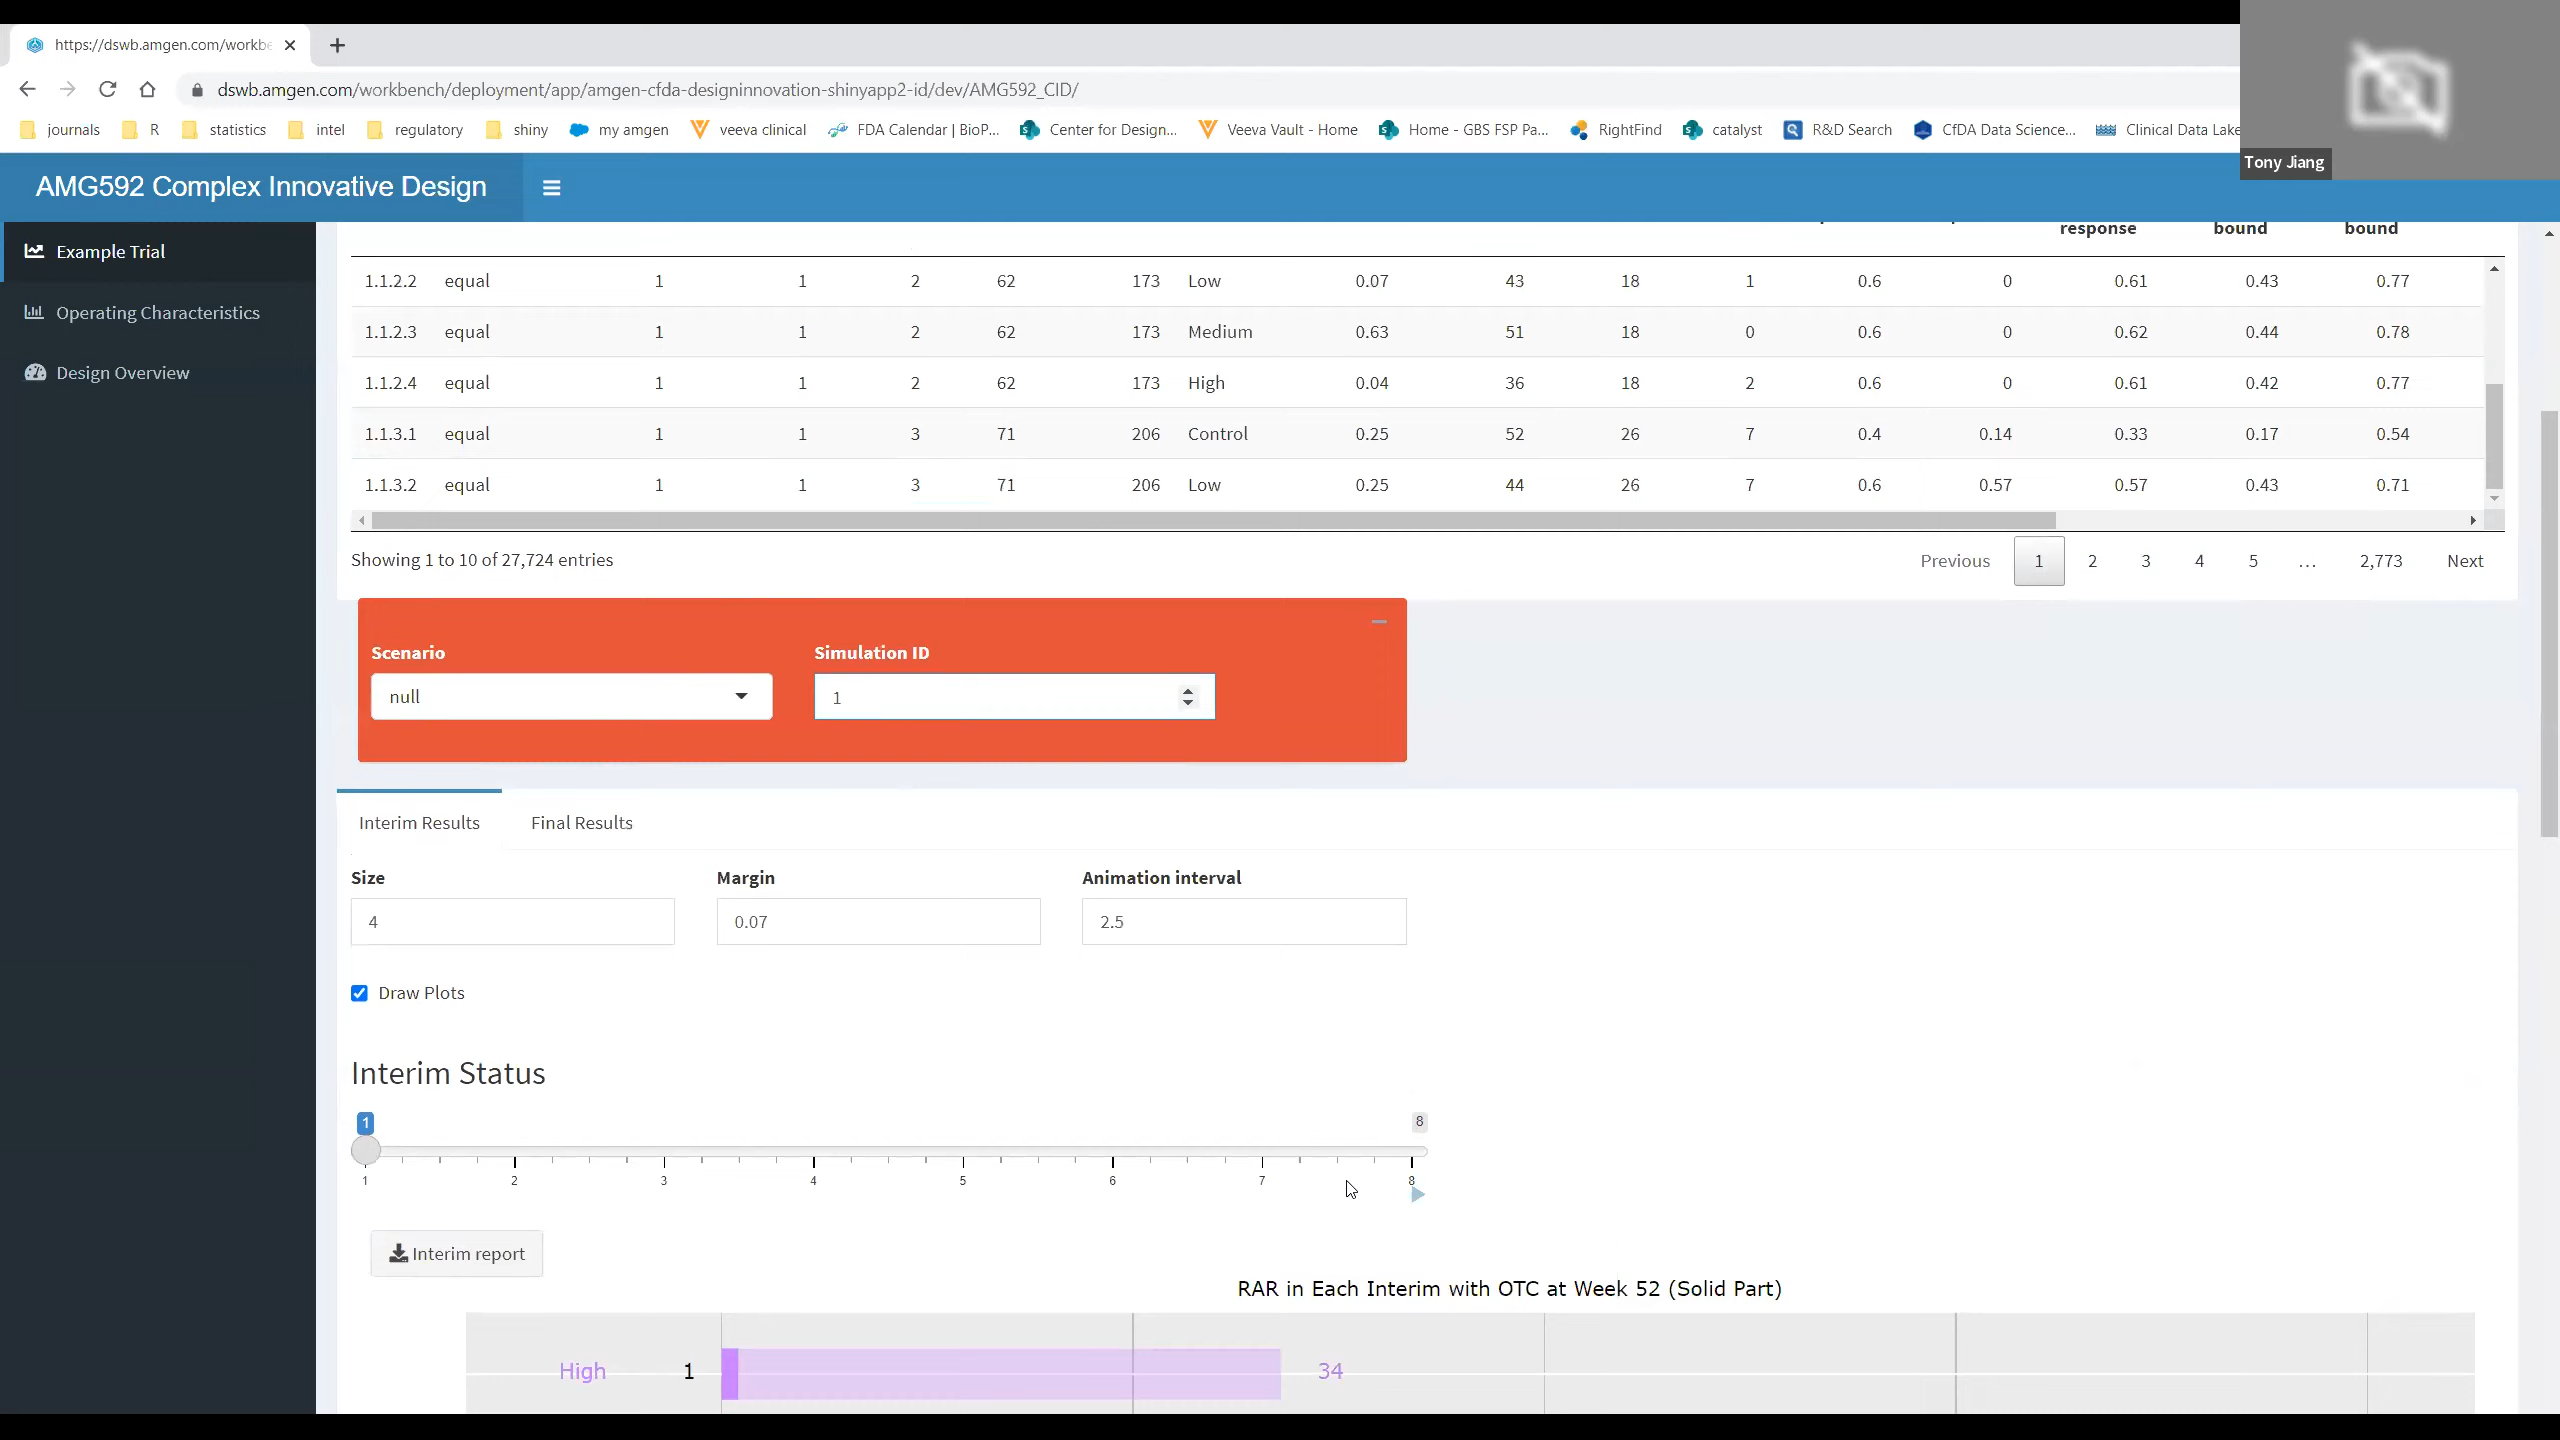 https://dswb.amgen.com/workbe
dswb.amgen.com/workbench/deployment/app/amgen-cfda-designinnovation-shinyapp2-id/dev/AMG592_CID/
journals R statistics intel regulatory shiny my amgen veeva clinical FDA Calendar | BioP... Center for Design... Veeva Vault - Home Home - GBS FSP Pa... RightFind catalyst R&D Search CfDA Data Science... Clinical Data Lake
Tony Jiang
AMG592 Complex Innovative Design
Example Trial
Operating Characteristics
Design Overview
response bound bound
1.1.2.2 equal 1 1 2 62 173 Low 0.07 43 18 1 0.6 0 0.61 0.43 0.77
1.1.2.3 equal 1 1 2 62 173 Medium 0.63 51 18 0 0.6 0 0.62 0.44 0.78
1.1.2.4 equal 1 1 2 62 173 High 0.04 36 18 2 0.6 0 0.61 0.42 0.77
1.1.3.1 equal 1 1 3 71 206 Control 0.25 52 26 7 0.4 0.14 0.33 0.17 0.54
1.1.3.2 equal 1 1 3 71 206 Low 0.25 44 26 7 0.6 0.57 0.57 0.43 0.71
Showing 1 to 10 of 27,724 entries
Previous 1 2 3 4 5 ... 2,773 Next
Scenario Simulation ID
null 1
Interim Results Final Results
Size Margin Animation interval
4 0.07 2.5
Draw Plots
Interim Status
1 8
1 2 3 4 5 6 7 8
Interim report
RAR in Each Interim with OTC at Week 52 (Solid Part)
High 1 34